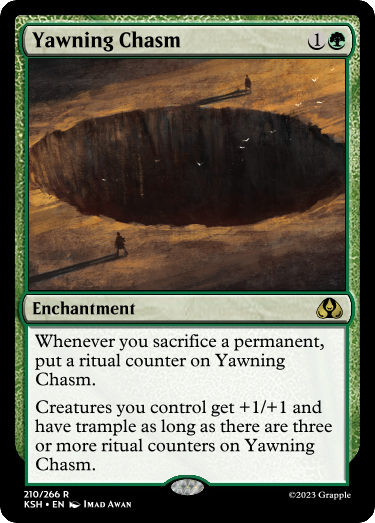 Yawning Chasm 1
Enchantment
Whenever you sacrifice a permanent,
put a ritual counter on Yawning
Chasm.
Creatures you control get +1/+1 and
have trample as long as there are three
or more ritual counters on Yawning
Chasm.
210/266 R
KSH • EN Imad Awan ©2023 Grapple